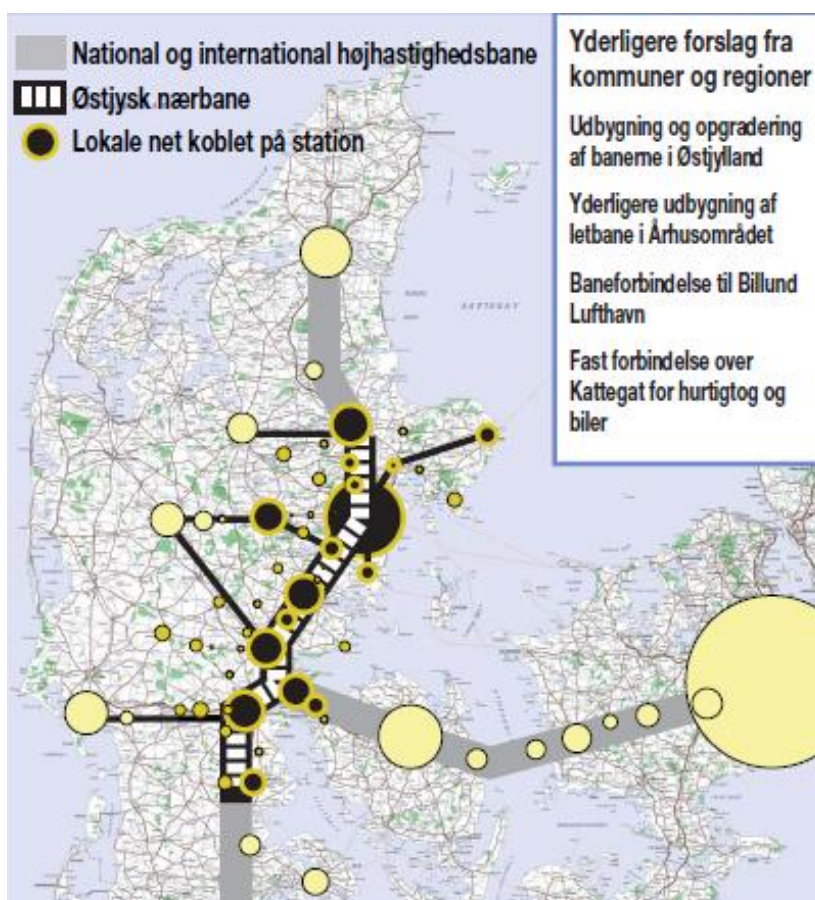 National og international højhastighedsbane
Østjysk nærbane
Lokale net koblet på station
Yderligere forslag fra
kommuner og regioner
Udbygning og opgradering
af banerne i Østjylland
Yderligere udbygning af
letbane i Århusområdet
Baneforbindelse til Billund
Lufthavn
Fast forbindelse over
Kattegat for hurtigtog og
biler
KATTEGAT